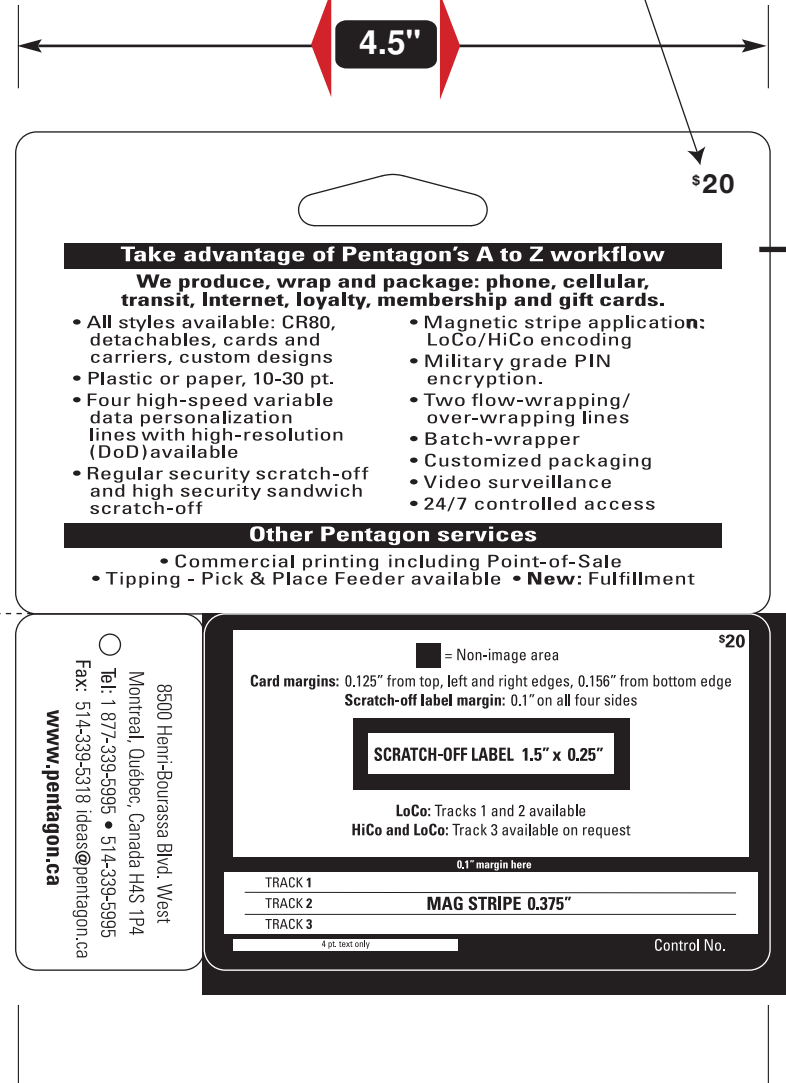 4.5"
$20
Take advantage of Pentagon's A to Z workflow
We produce, wrap and package: phone, cellular,
transit, Internet, loyalty, membership and gift cards.
• All styles available: CR80,
detachables, cards and
carriers, custom designs
• Plastic or paper, 10-30 pt.
• Four high-speed variable
data personalization
lines with high-resolution
(DoD)available
• Regular security scratch-off
and high security sandwich
scratch-off
• Magnetic stripe application:
LoCo/HiCo encoding
• Military grade PIN
encryption.
• Two flow-wrapping/
over-wrapping lines
• Batch-wrapper
• Customized packaging
• Video surveillance
• 24/7 controlled access
Other Pentagon services
• Commercial printing including Point-of-Sale
• Tipping - Pick & Place Feeder available • New: Fulfillment
8500 Henri-Bourassa Blvd. West
Montreal, Québec, Canada H4S 1P4
Tel: 1 877-339-5995 • 514-339-5995
Fax: 514-339-5318 ideas@pentagon.ca
www.pentagon.ca
$20
= Non-image area
Card margins: 0.125" from top, left and right edges, 0.156" from bottom edge
Scratch-off label margin: 0.1" on all four sides
SCRATCH-OFF LABEL 1.5" x 0.25"
LoCo: Tracks 1 and 2 available
HiCo and LoCo: Track 3 available on request
0.1" margin here
TRACK 1
TRACK 2 MAG STRIPE 0.375"
TRACK 3
4 pt. text only
Control No.